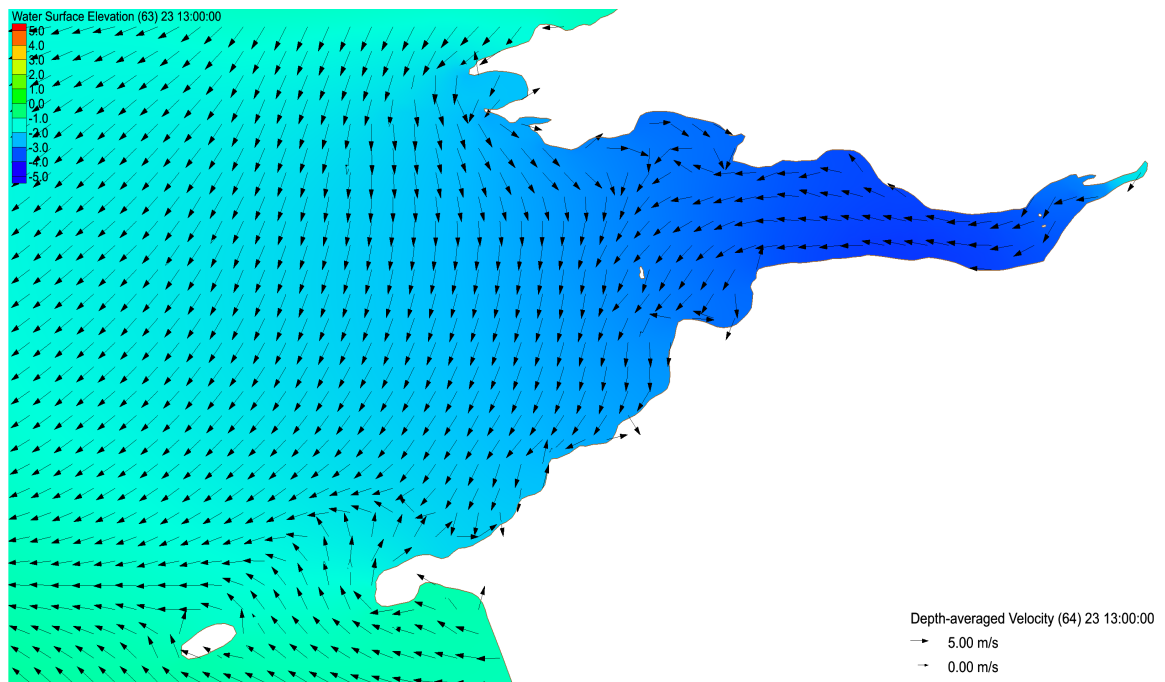 Water Surface Elevation (63) 23 13:00:00
5.0
4.0
3.0
2.0
1.0
0.0
-1.0
-2.0
-3.0
-4.0
-5.0
Depth-averaged Velocity (64) 23 13:00:00
5.00 m/s
0.00 m/s